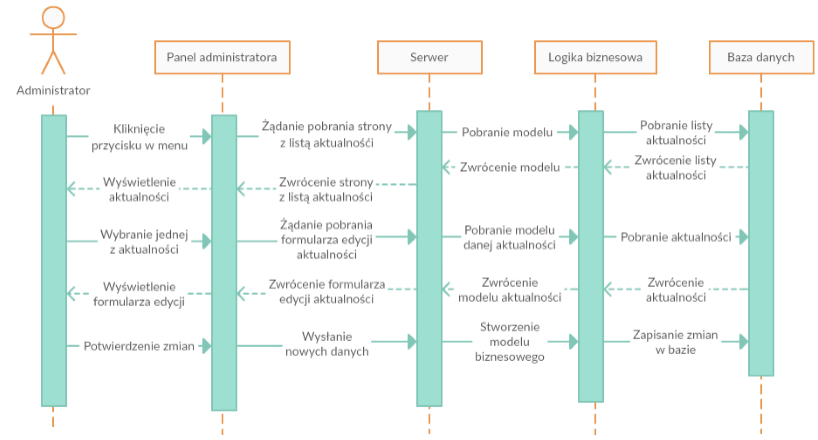 Administrator
Panel administratora
Serwer
Logika biznesowa
Baza danych
Kliknięcie
przycisku w menu
Żądanie pobrania strony
z listą aktualnośći
Pobranie modelu
Pobranie listy
aktualności
Wyświetlenie
aktualności
Zwrócenie strony
z listą aktualności
Zwrócenie modelu
Zwrócenie listy
aktualności
Wybranie jednej
z aktualności
Żądanie pobrania
formularza edycji
aktualności
Pobranie modelu
danej aktualności
Pobranie aktualności
Wyświetlenie
formularza edycji
Zwrócenie formularza
edycji aktualności
Zwrócenie
modelu aktualności
Zwrócenie
aktualności
Potwierdzenie zmian
Wysłanie
nowych danych
Stworzenie
modelu
biznesowego
Zapisanie zmian
w bazie